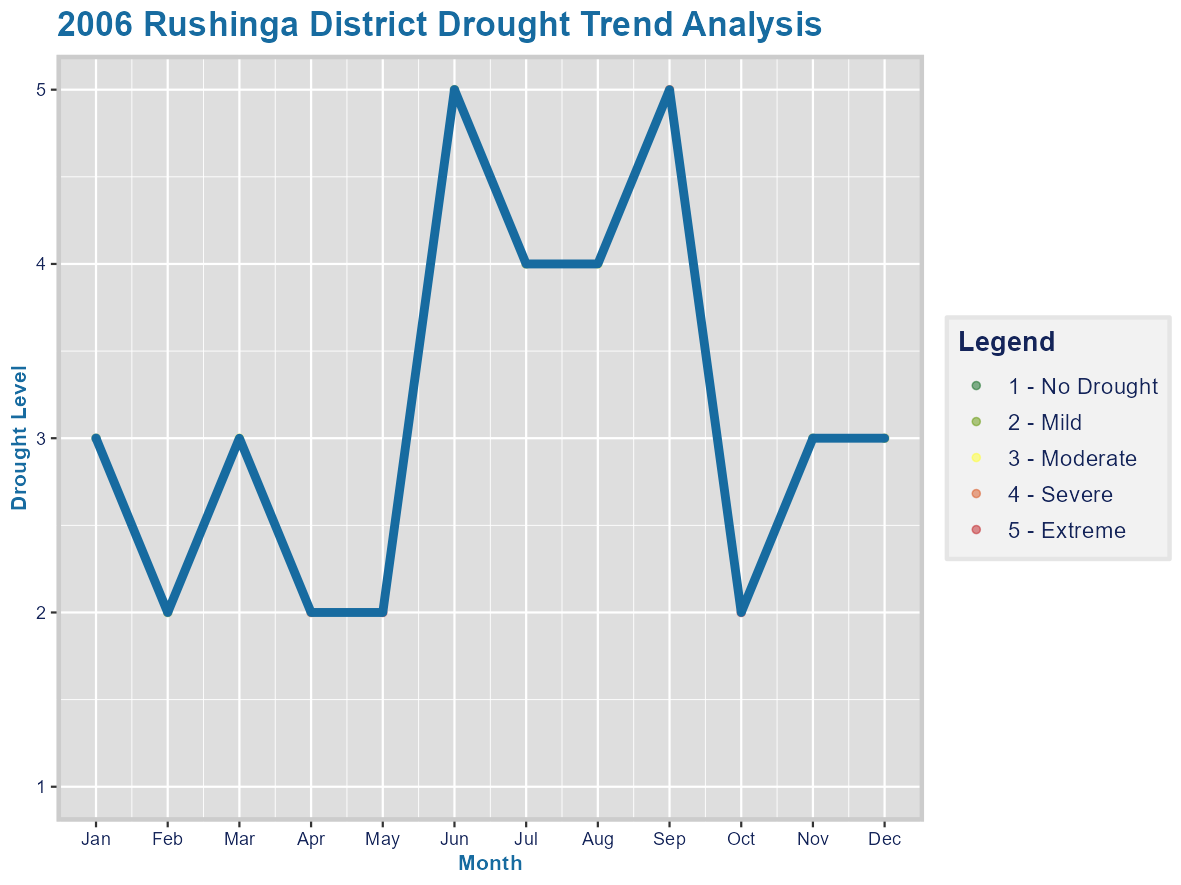 2006 Rushinga District Drought Trend Analysis
Drought Level
5
4
3
2
1
Jan Feb Mar Apr May Jun Jul Aug Sep Oct Nov Dec
Month
Legend
1 - No Drought
2 - Mild
3 - Moderate
4 - Severe
5 - Extreme